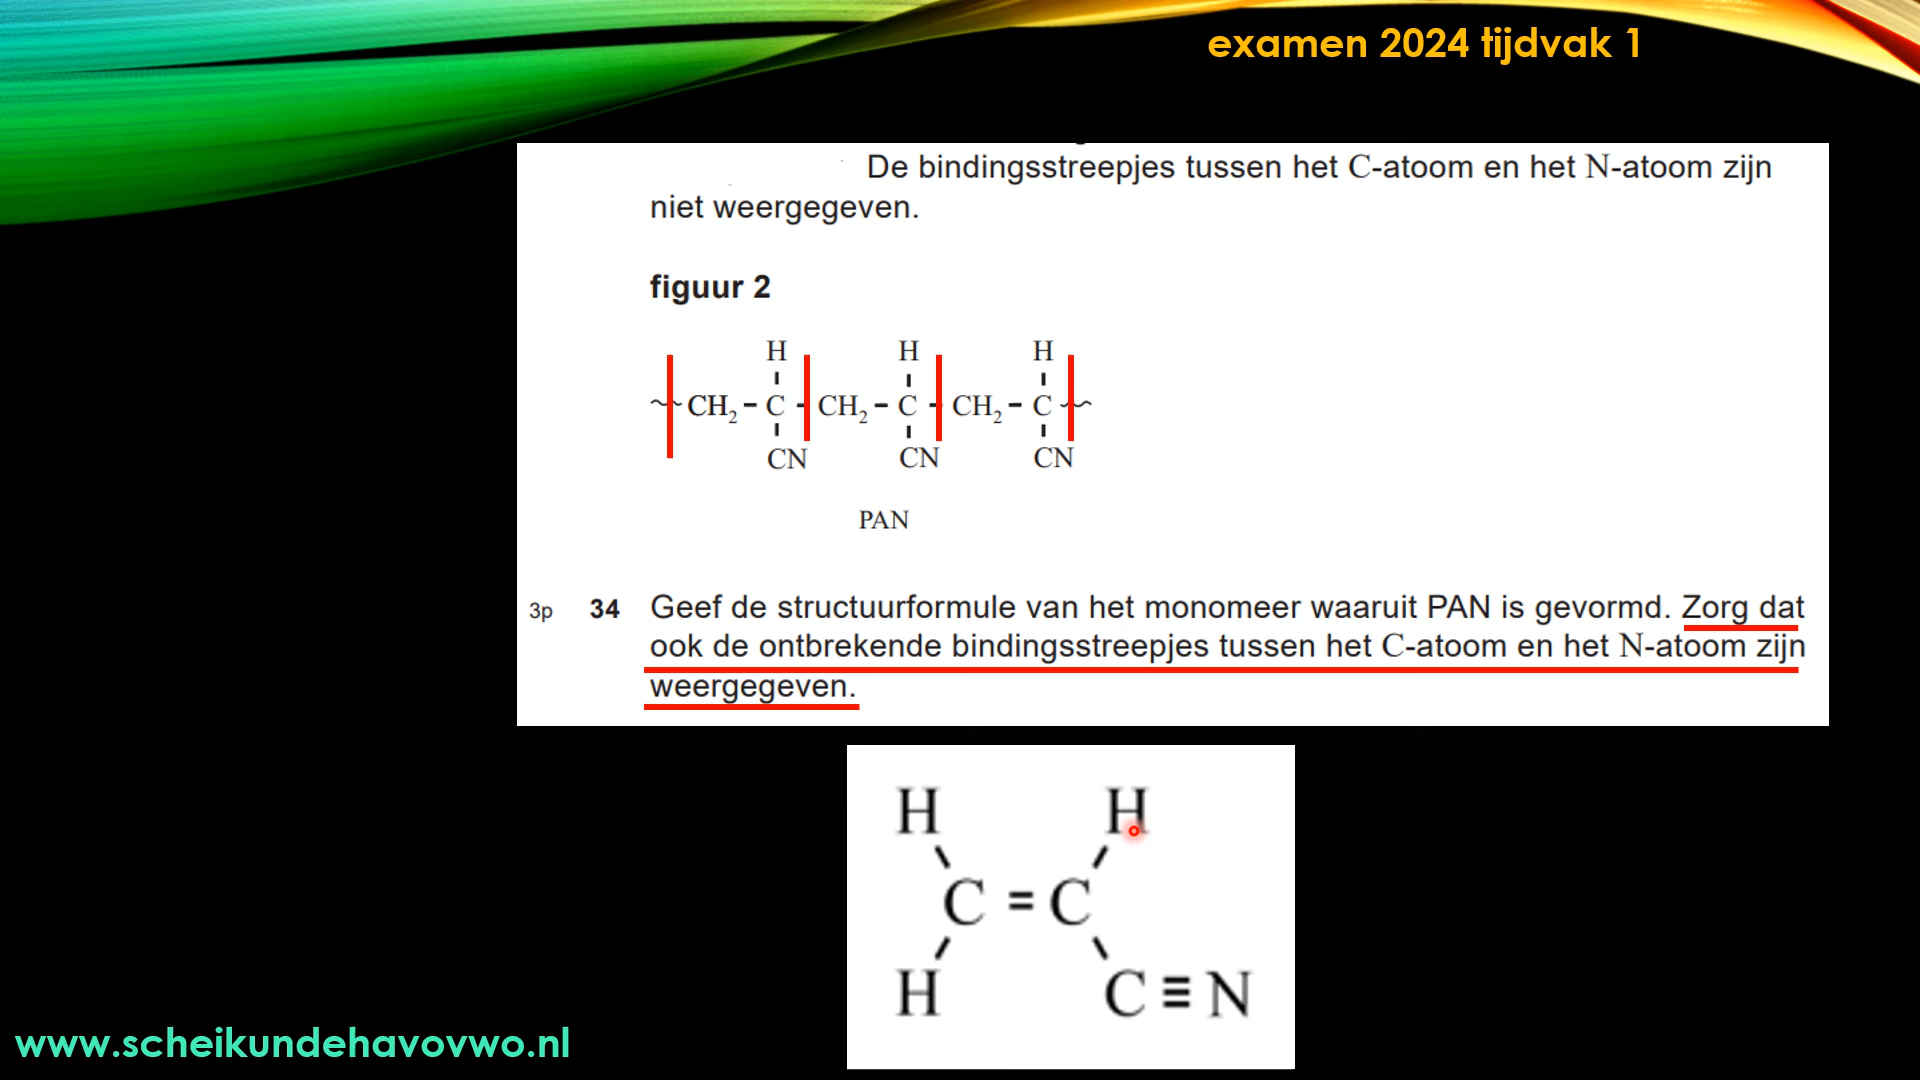 examen 2024 tijdvak 1
De bindingsstreepjes tussen het C-atoom en het N-atoom zijn
niet weergegeven.
figuur 2
H H H
~ CH₂ – C – CH₂ – C – CH₂ – C ~
CN CN CN
PAN
3p 34 Geef de structuurformule van het monomeer waaruit PAN is gevormd. Zorg dat
ook de ontbrekende bindingsstreepjes tussen het C-atoom en het N-atoom zijn
weergegeven.
H H
C = C
H C ≡ N
www.scheikundehavovwo.nl